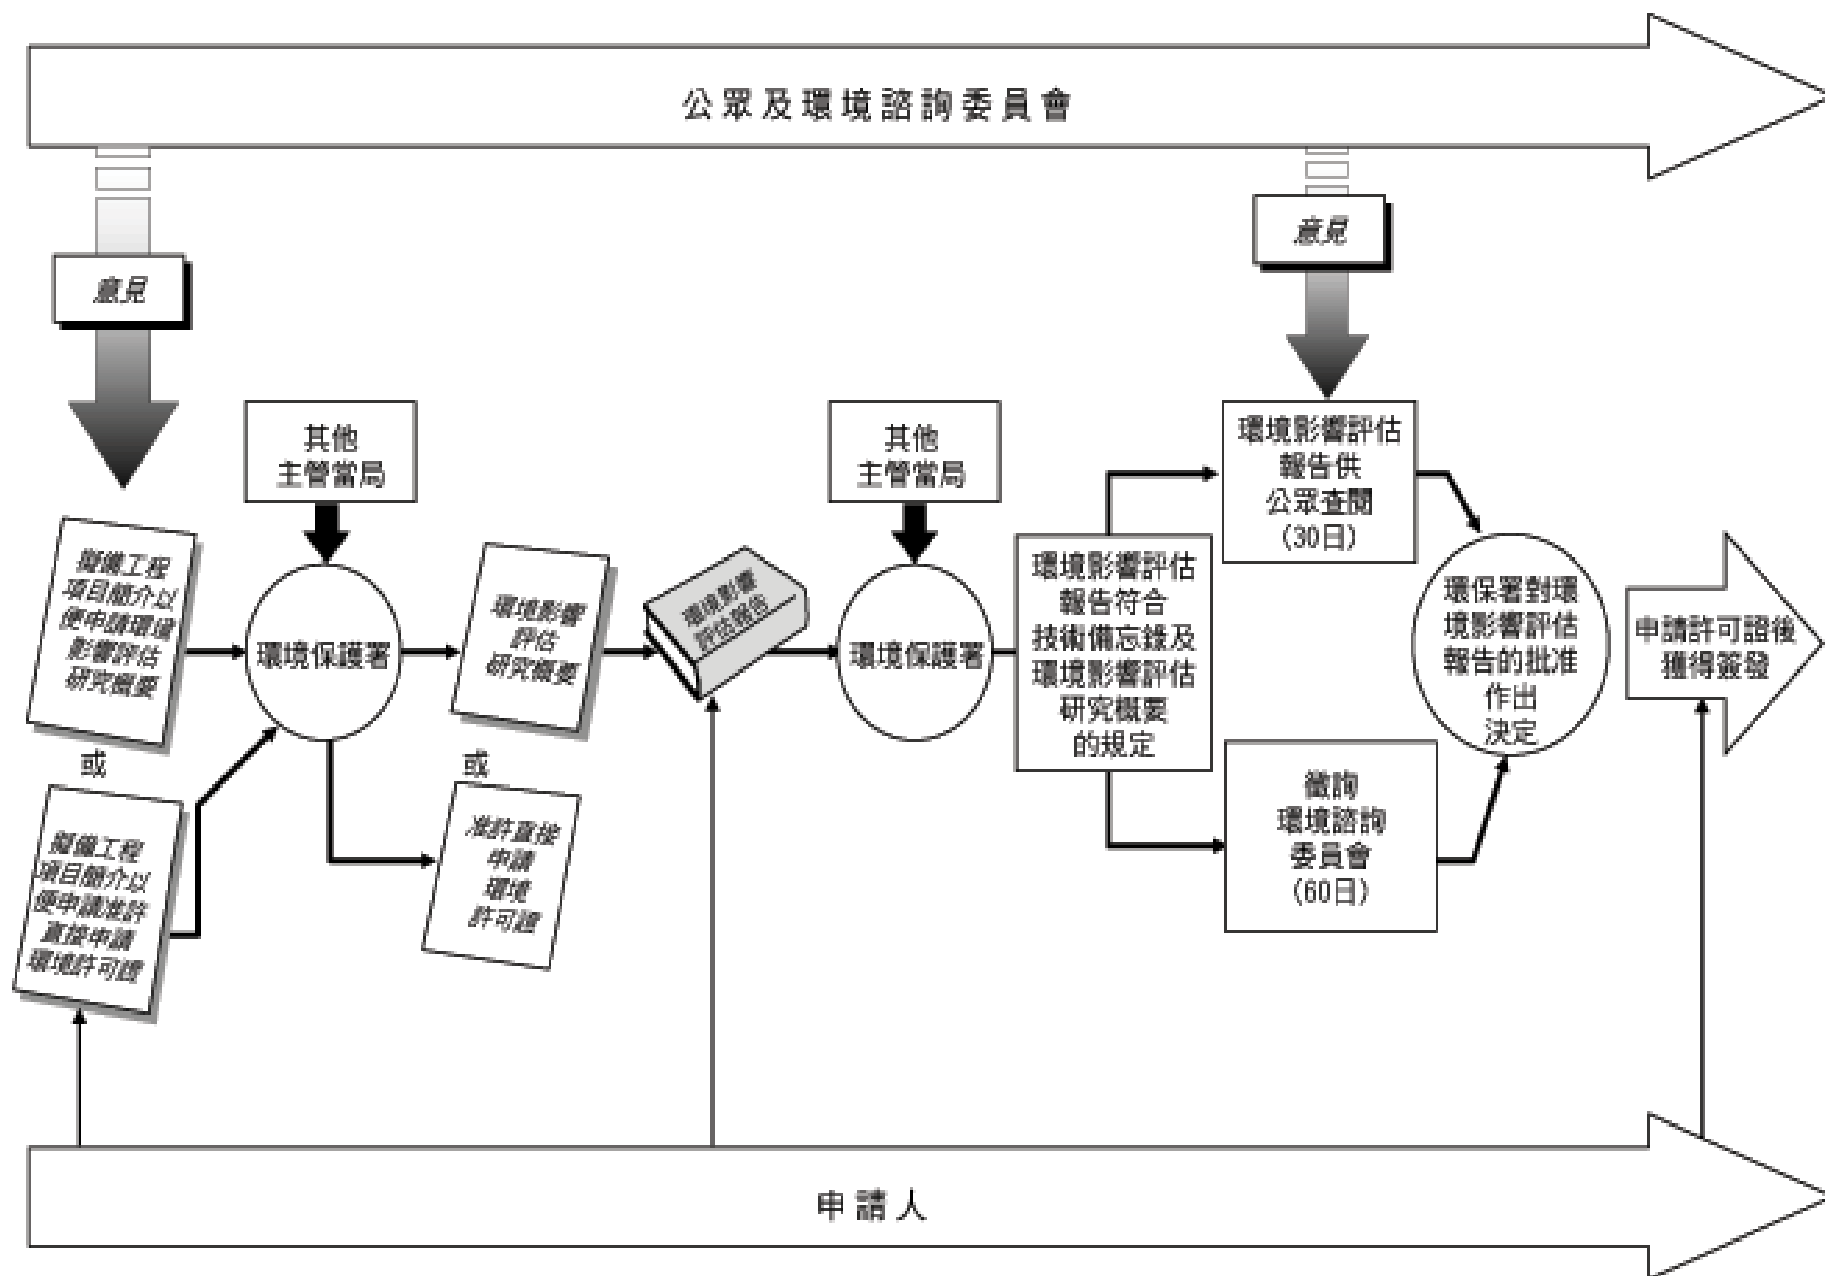 公眾及環境諮詢委員會
意見
意見
其他
主管當局
其他
主管當局
環境影響評估
報告供
公眾查閱
(30日)
擬備工程
項目簡介以
便申請環境
影響評估
研究概要
環境保護署
環境影響
評估
研究概要
環境影響
評估報告
環境保護署
環境影響評估
報告符合
技術備忘錄及
環境影響評估
研究概要
的規定
環保署對環
境影響評估
報告的批准
作出
決定
申請許可證後
獲得簽發
或
或
擬備工程
項目簡介以
便申請准許
直接申請
環境許可證
准許直接
申請
環境
許可證
徵詢
環境諮詢
委員會
(60日)
申請人